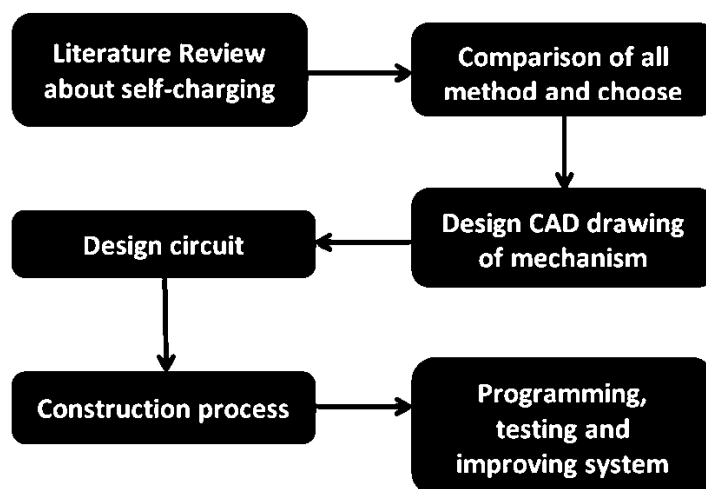 Literature Review
about self-charging
Comparison of all
method and choose
Design CAD drawing
of mechanism
Design circuit
Construction process
Programming,
testing and
improving system